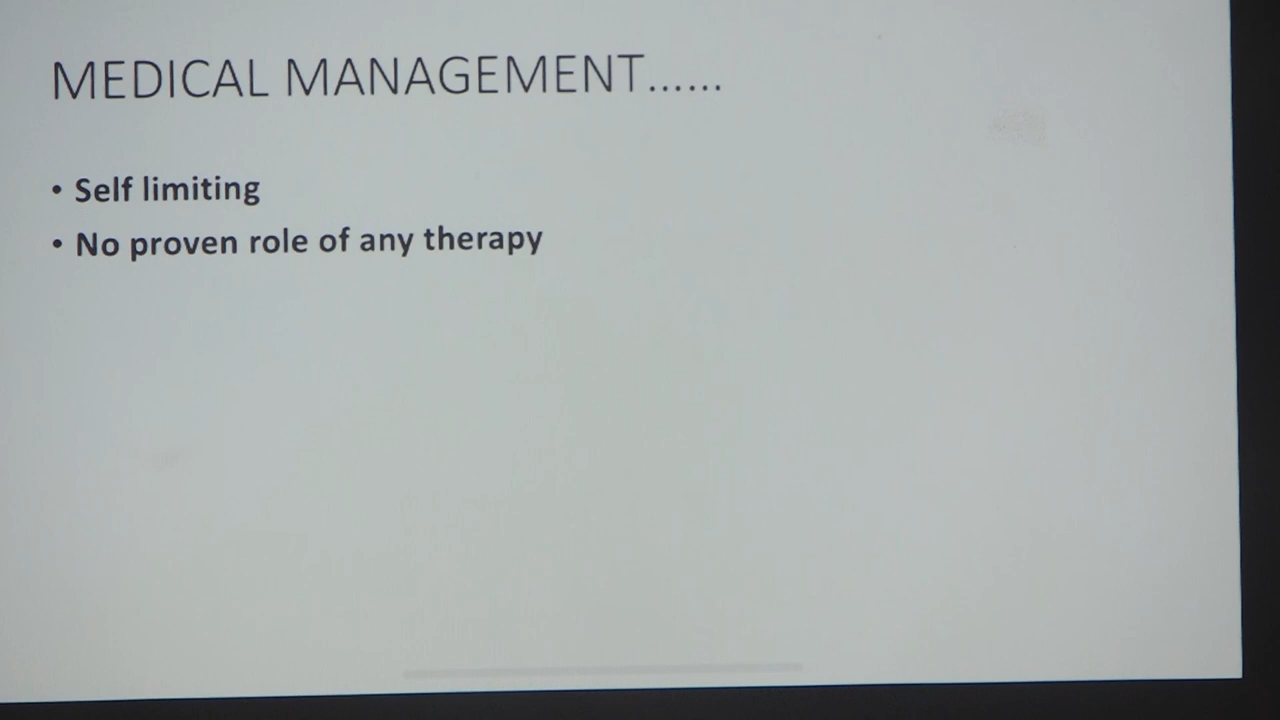 MEDICAL MANAGEMENT......
• Self limiting
• No proven role of any therapy